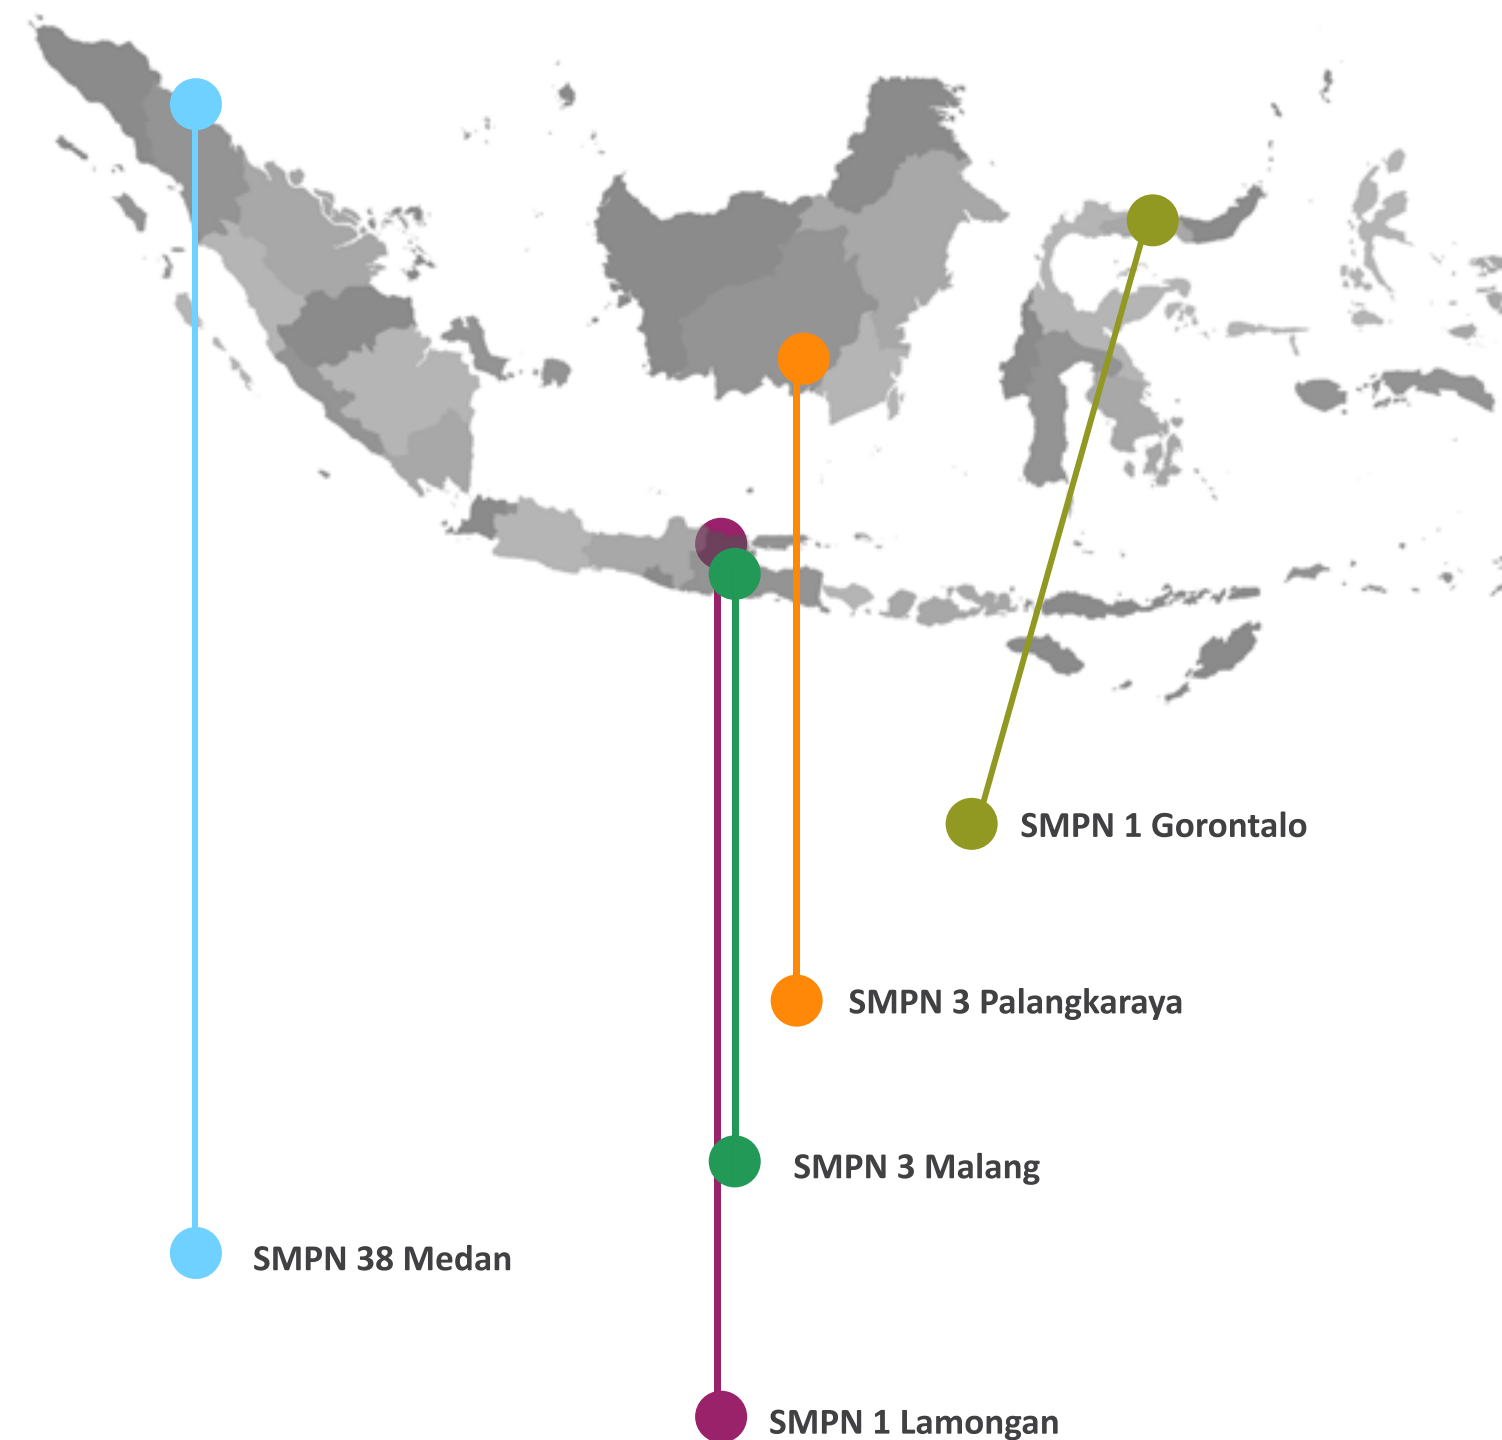 SMPN 1 Gorontalo
SMPN 3 Palangkaraya
SMPN 3 Malang
SMPN 38 Medan
SMPN 1 Lamongan